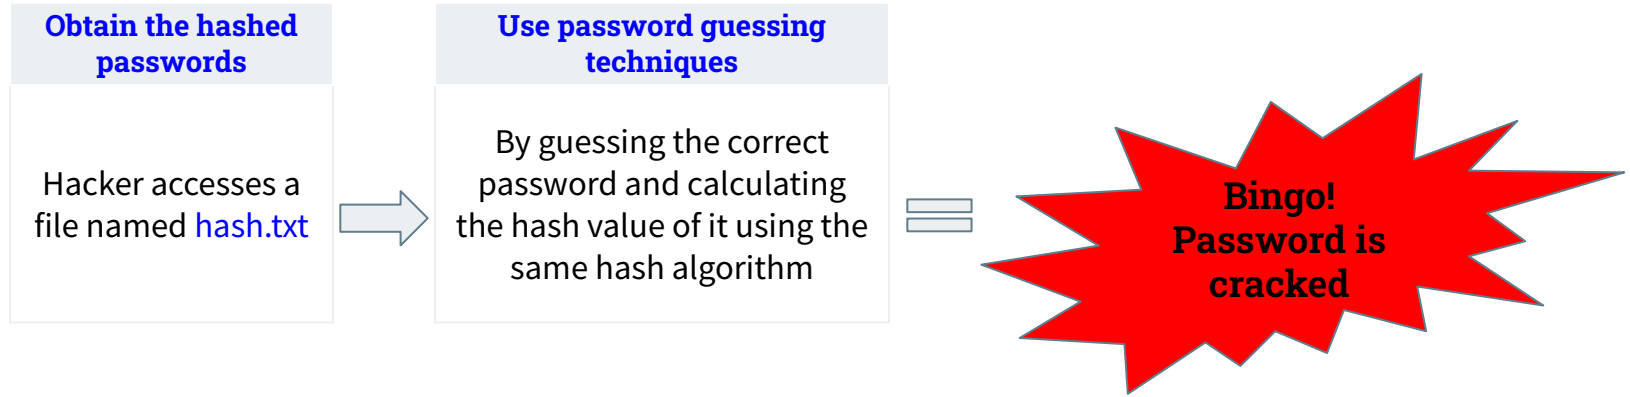 Obtain the hashed
passwords
Hacker accesses a
file named hash.txt
Use password guessing
techniques
By guessing the correct
password and calculating
the hash value of it using the
same hash algorithm
Bingo!
Password is
cracked